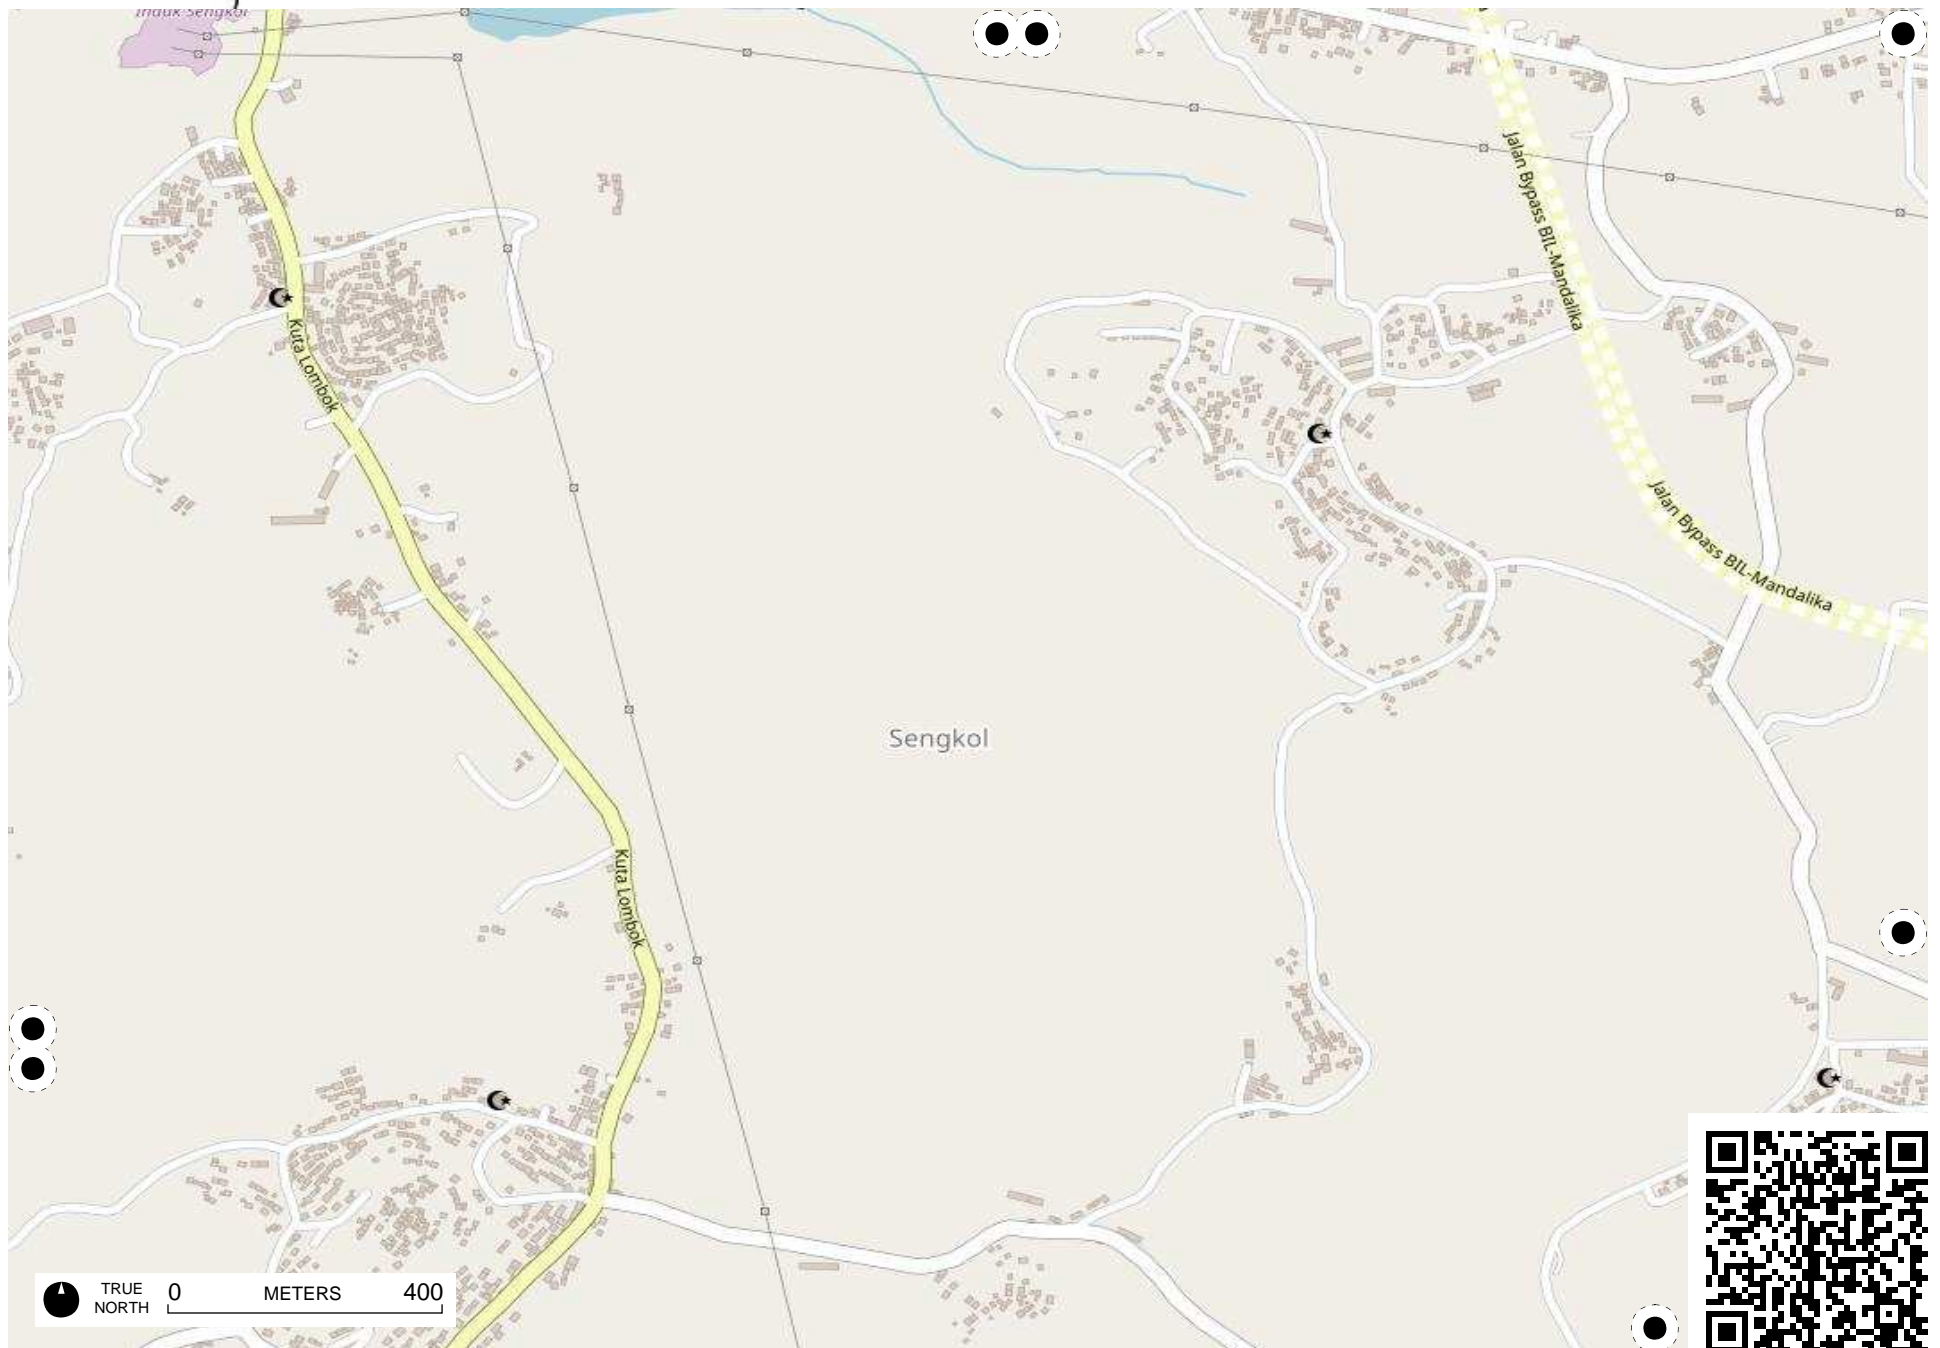 Induk Sengkol
Jalan Bypass BIL-Mandalika
Kuta Lombok
Jalan Bypass BIL-Mandalika
Sengkol
Kuta Lombok
TRUE NORTH
0 METERS 400